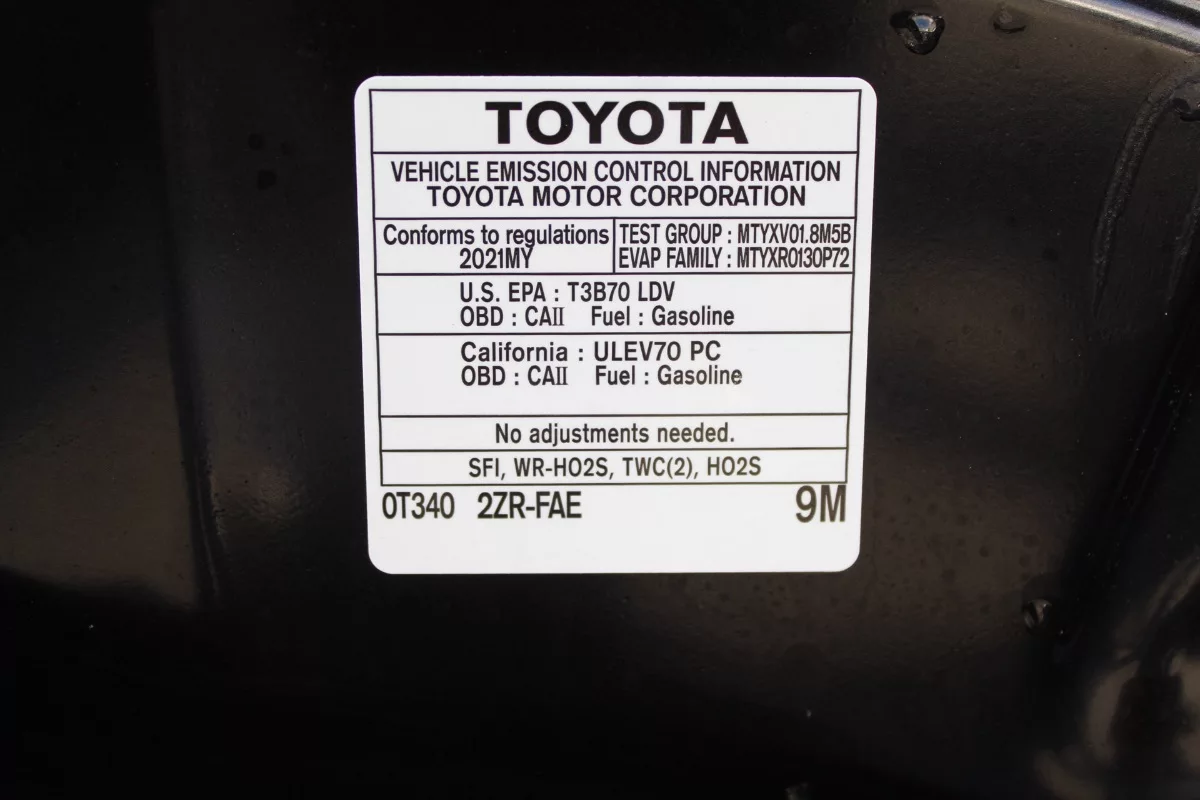 TOYOTA
VEHICLE EMISSION CONTROL INFORMATION
TOYOTA MOTOR CORPORATION
Conforms to regulations
2021MY
TEST GROUP : MTYXV01.8M5B
EVAP FAMILY : MTYXR0130P72
U.S. EPA : T3B70 LDV
OBD : CAII Fuel : Gasoline
California : ULEV70 PC
OBD : CAII Fuel : Gasoline
No adjustments needed.
SFI, WR-HO2S, TWC(2), HO2S
0T340 2ZR-FAE 9M